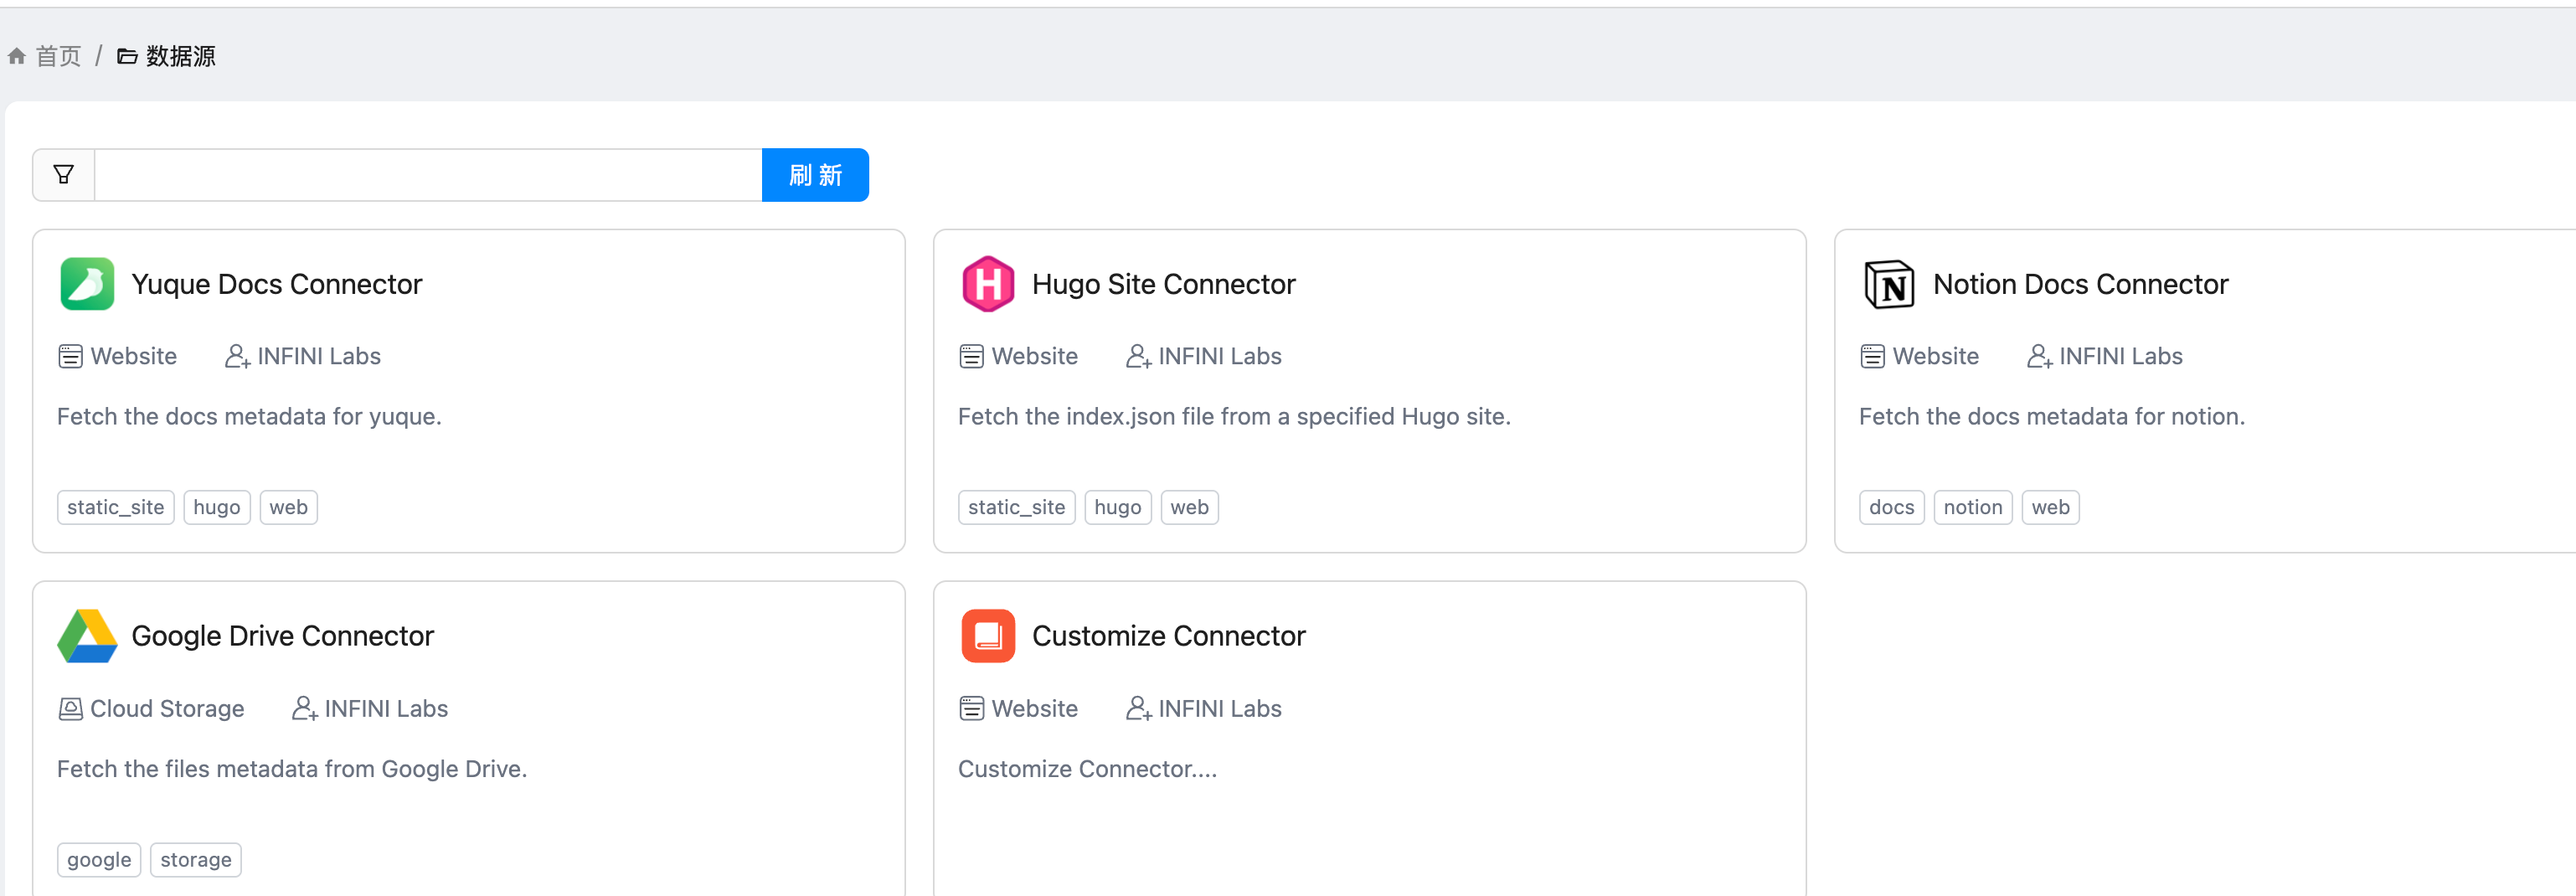 首页 / 数据源
刷 新
Yuque Docs Connector
Website INFINI Labs
Fetch the docs metadata for yuque.
static_site hugo web
Hugo Site Connector
Website INFINI Labs
Fetch the index.json file from a specified Hugo site.
static_site hugo web
Notion Docs Connector
Website INFINI Labs
Fetch the docs metadata for notion.
docs notion web
Google Drive Connector
Cloud Storage INFINI Labs
Fetch the files metadata from Google Drive.
google storage
Customize Connector
Website INFINI Labs
Customize Connector....